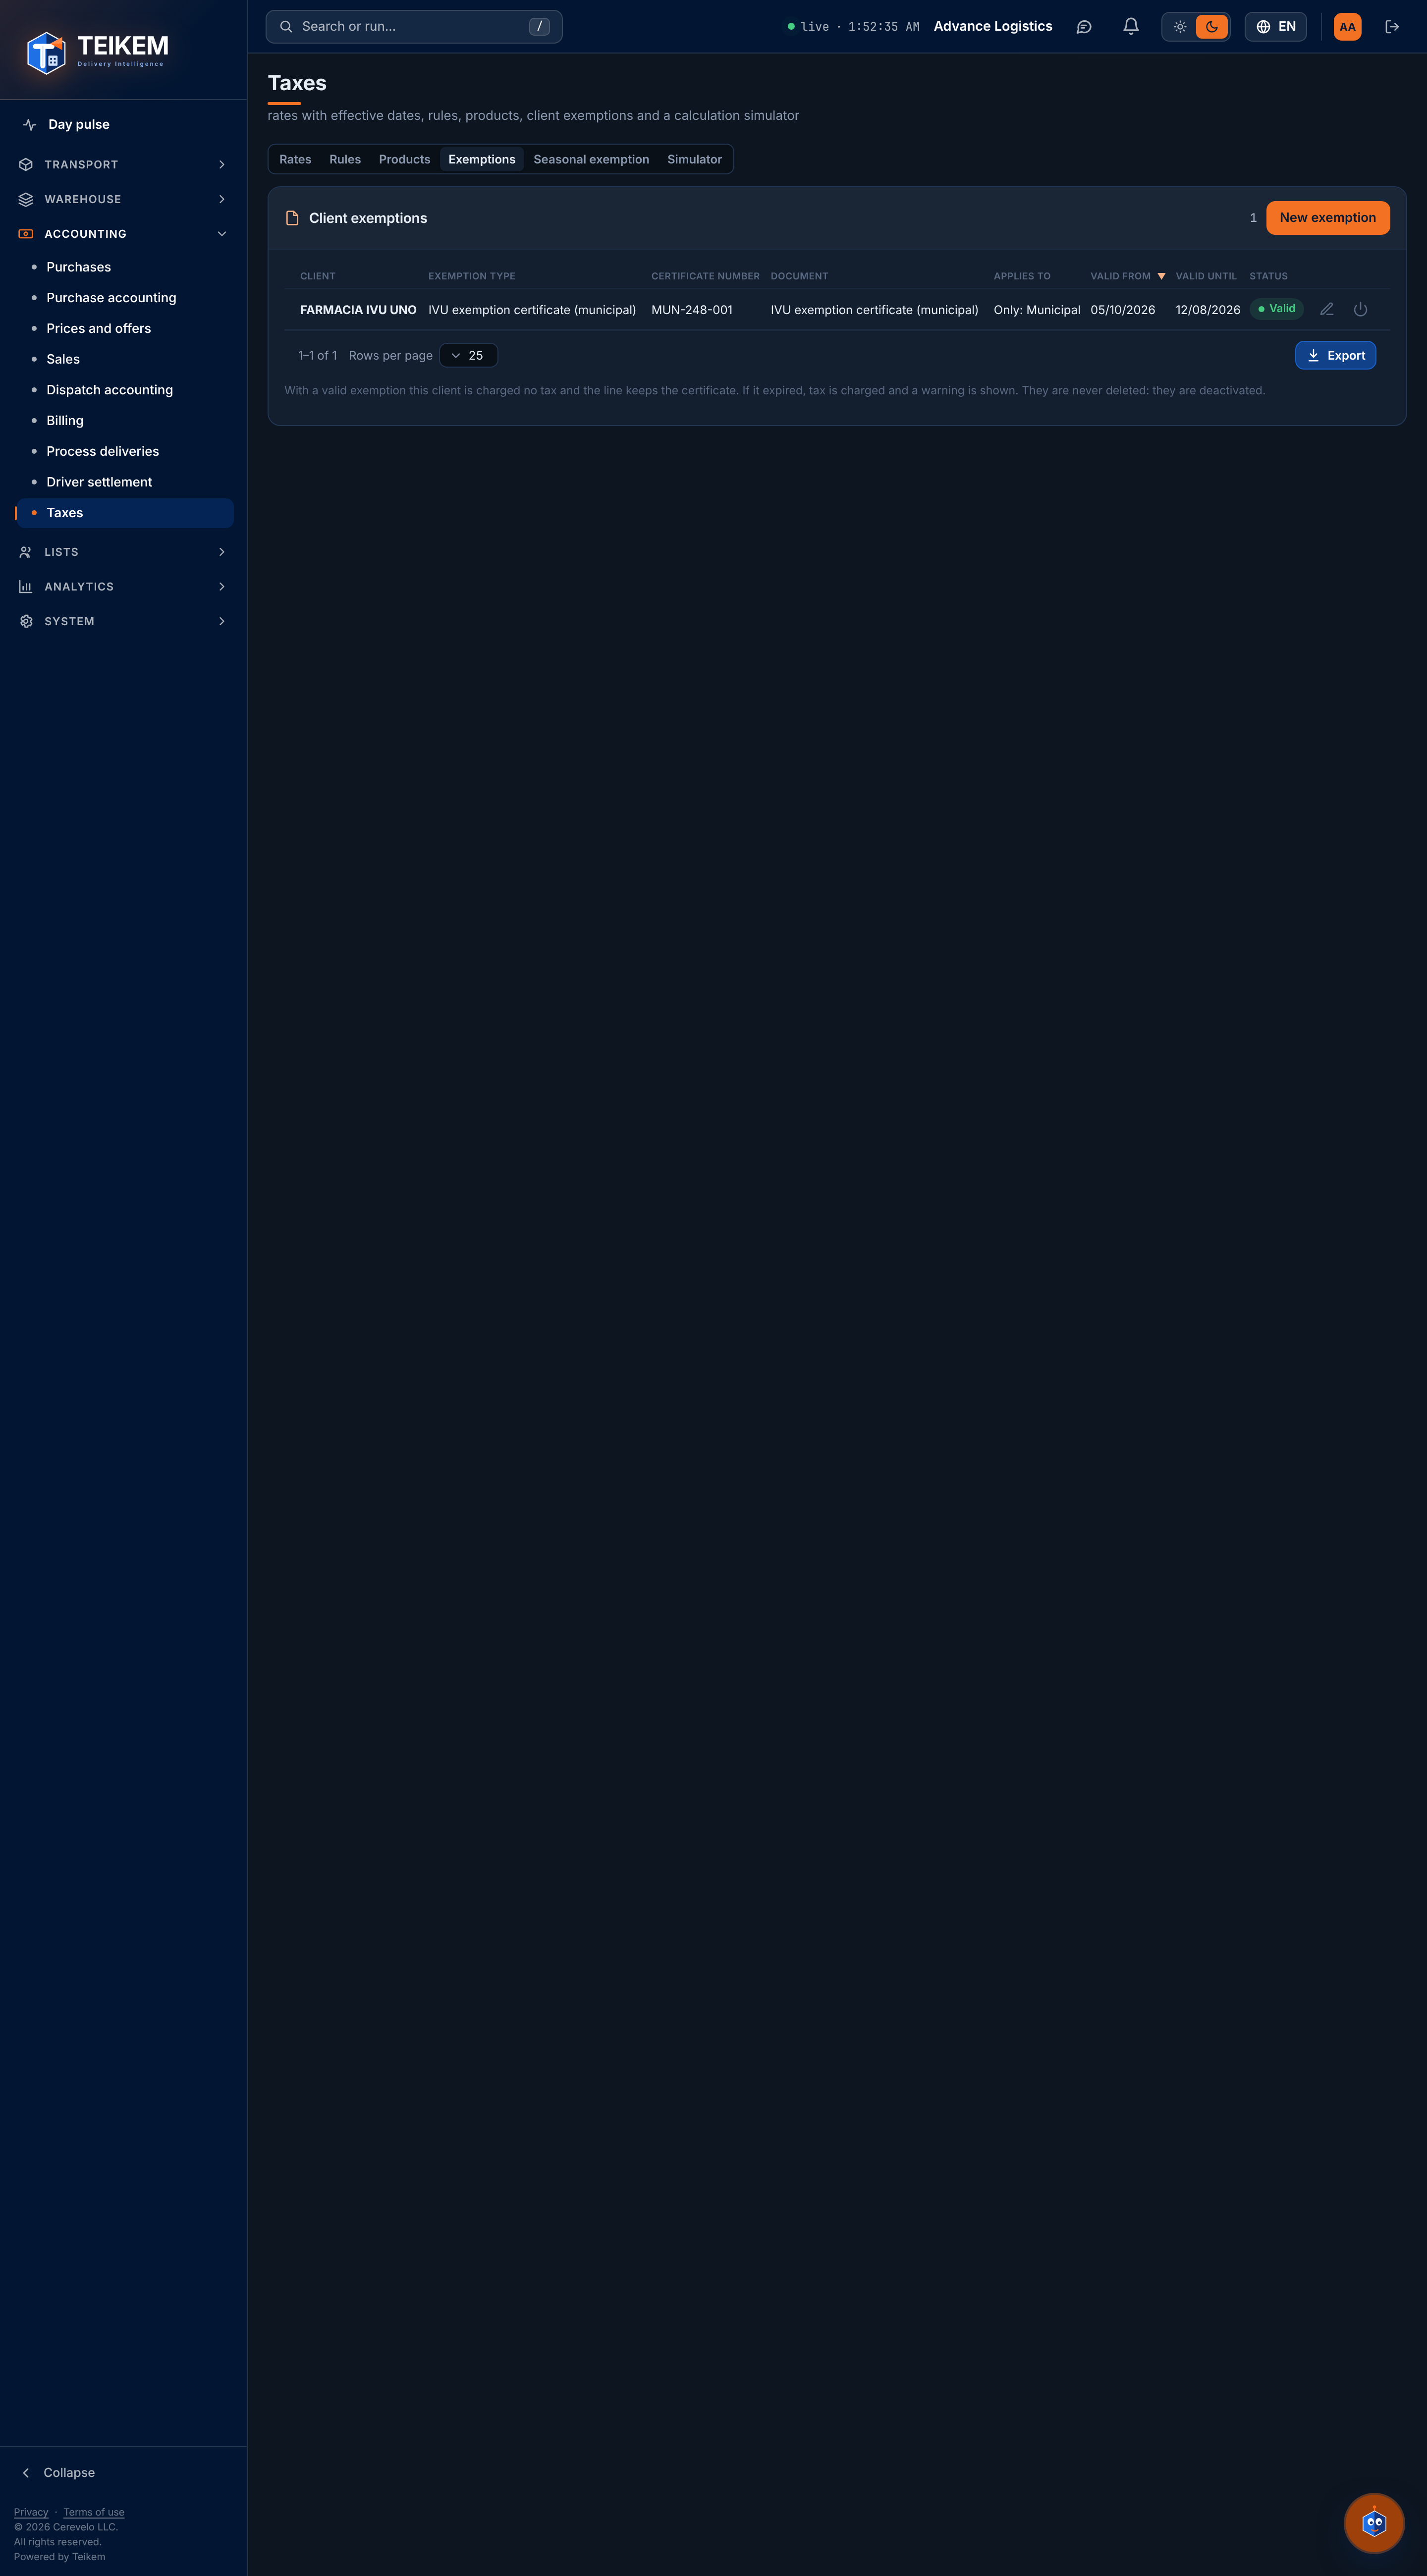 TEIKEM
Delivery Intelligence
Search or run...
/
live · 1:52:35 AM
Advance Logistics
EN
AA
Day pulse
TRANSPORT
WAREHOUSE
ACCOUNTING
Purchases
Purchase accounting
Prices and offers
Sales
Dispatch accounting
Billing
Process deliveries
Driver settlement
Taxes
LISTS
ANALYTICS
SYSTEM
Taxes
rates with effective dates, rules, products, client exemptions and a calculation simulator
Rates Rules Products Exemptions Seasonal exemption Simulator
Client exemptions
1
New exemption
CLIENT EXEMPTION TYPE CERTIFICATE NUMBER DOCUMENT APPLIES TO VALID FROM ▼ VALID UNTIL STATUS
FARMACIA IVU UNO IVU exemption certificate (municipal) MUN-248-001 IVU exemption certificate (municipal) Only: Municipal 05/10/2026 12/08/2026 Valid
1–1 of 1 Rows per page 25
Export
With a valid exemption this client is charged no tax and the line keeps the certificate. If it expired, tax is charged and a warning is shown. They are never deleted: they are deactivated.
Collapse
Privacy · Terms of use
© 2026 Cerevelo LLC.
All rights reserved.
Powered by Teikem